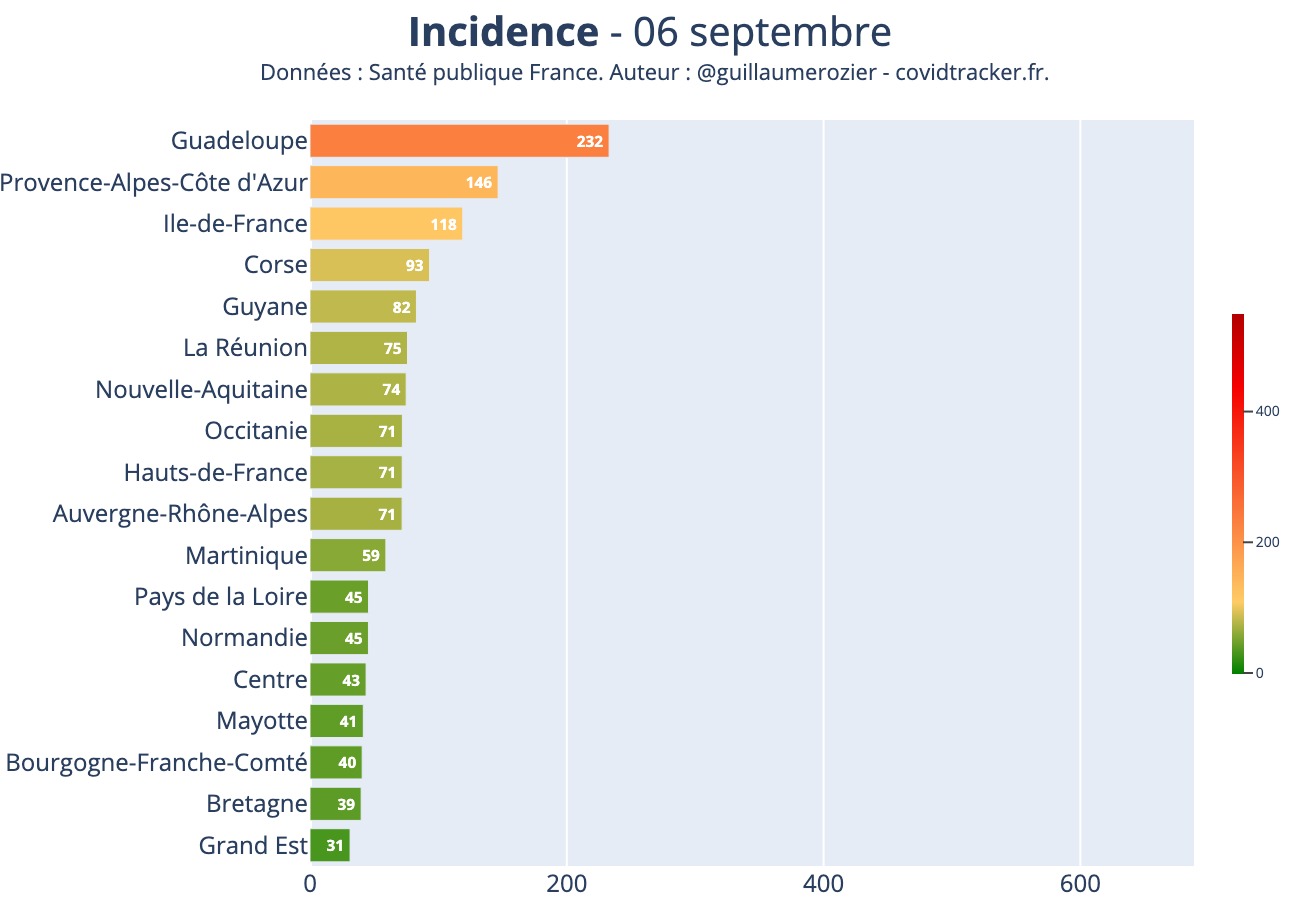 Incidence - 06 septembre
Données : Santé publique France. Auteur : @guillaumerozier - covidtracker.fr.
Guadeloupe 232
Provence-Alpes-Côte d'Azur 146
Ile-de-France 118
Corse 93
Guyane 82
La Réunion 75
Nouvelle-Aquitaine 74
Occitanie 71
Hauts-de-France 71
Auvergne-Rhône-Alpes 71
Martinique 59
Pays de la Loire 45
Normandie 45
Centre 43
Mayotte 41
Bourgogne-Franche-Comté 40
Bretagne 39
Grand Est 31
0 200 400 600
400
200
0